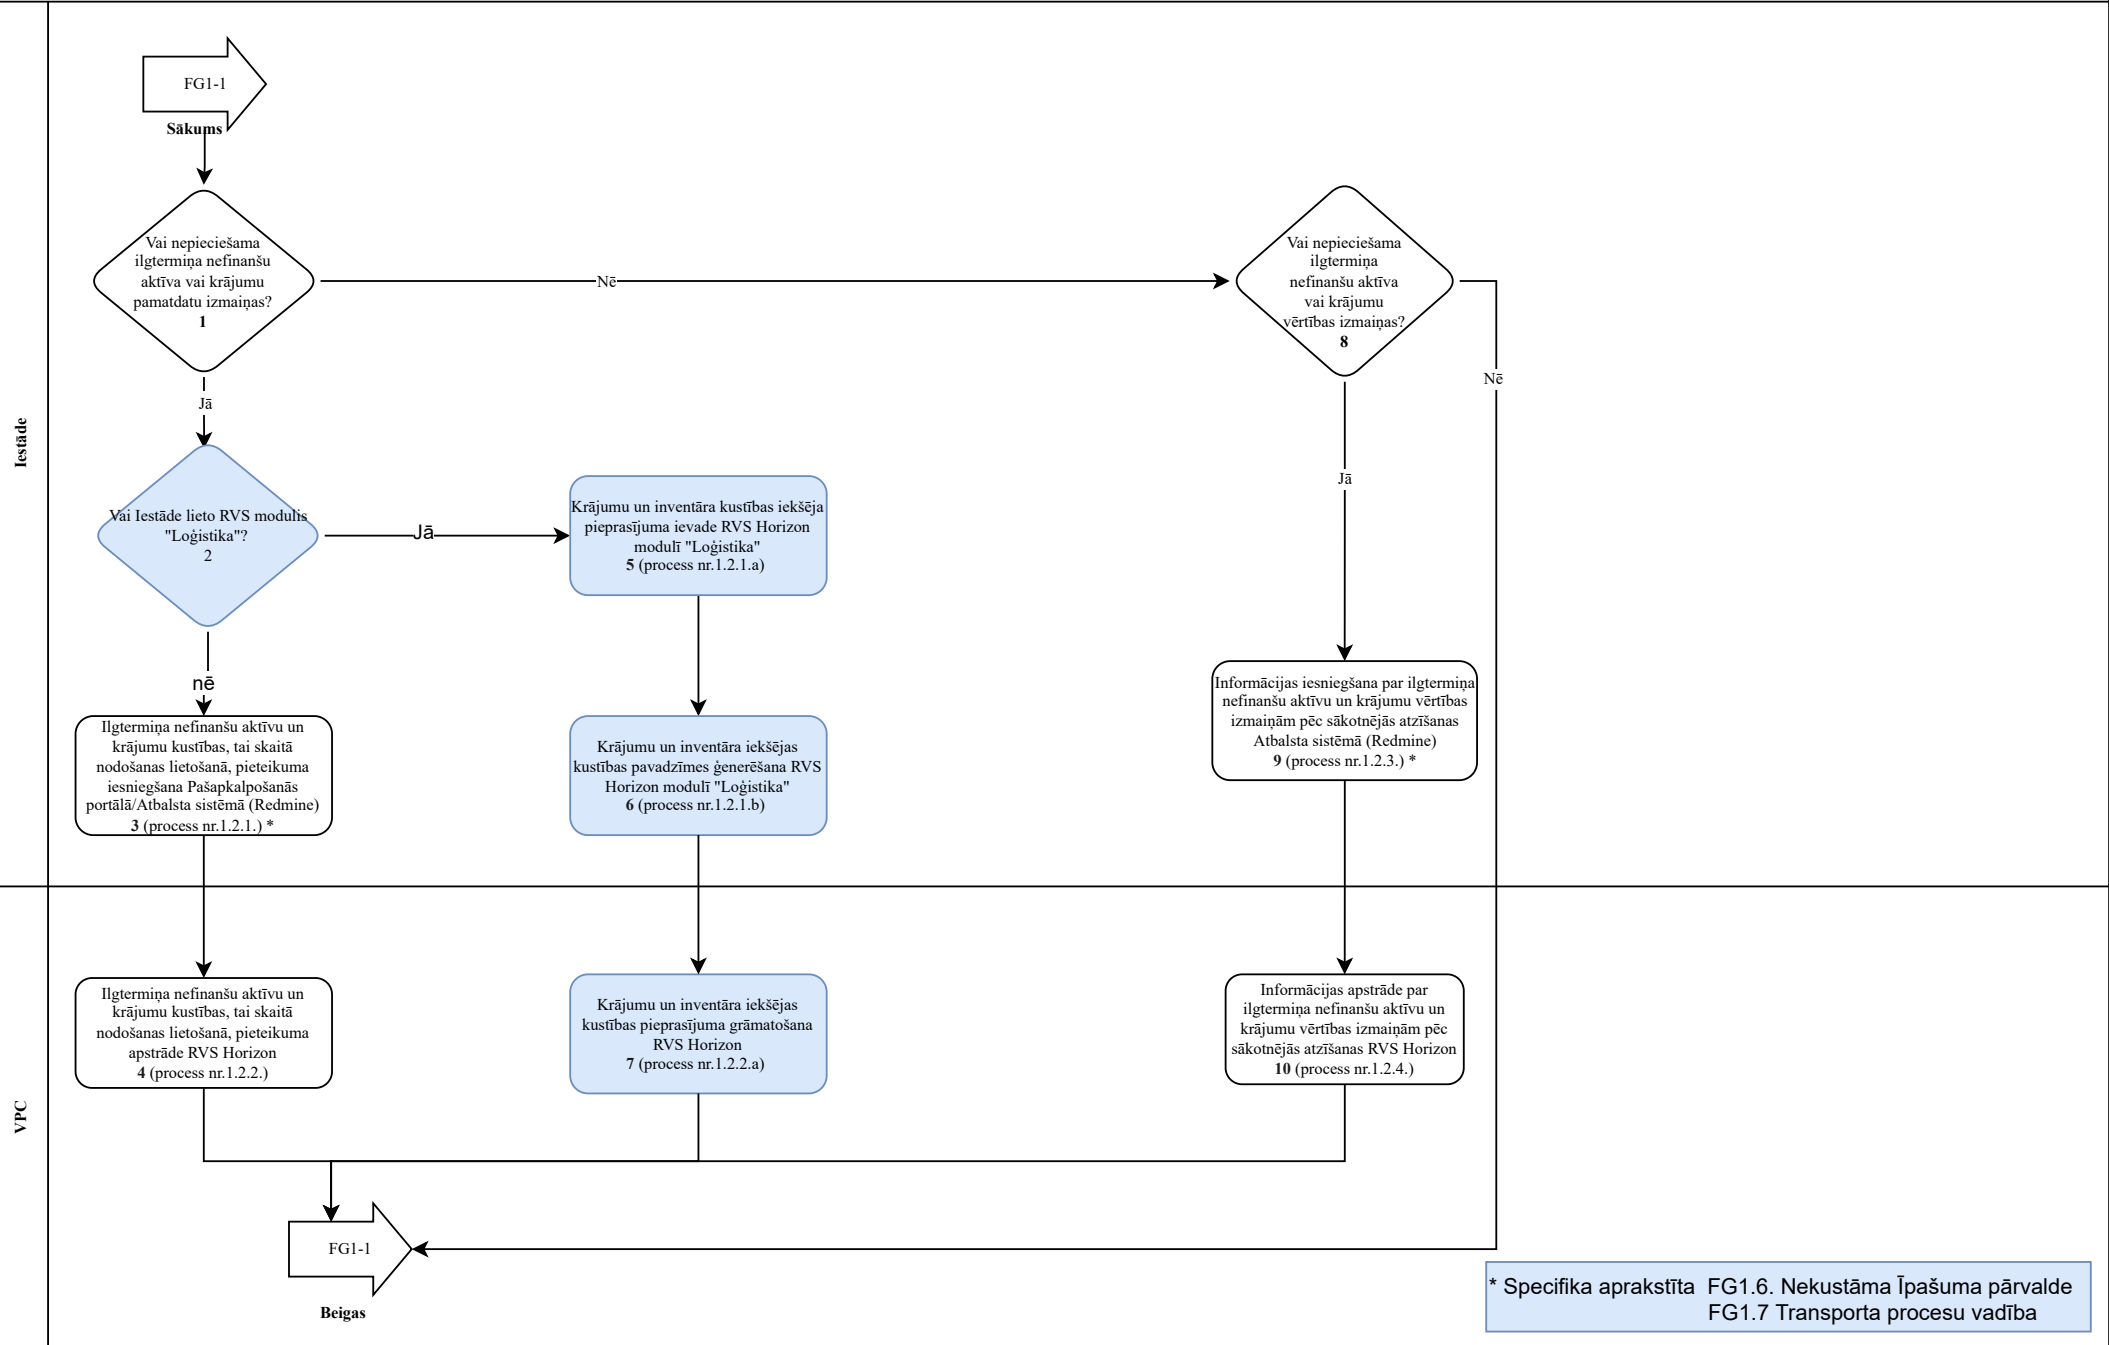 FG1-1
Sākums
Vai nepieciešama
ilgtermiņa nefinanšu
aktīva vai krājumu
pamatdatu izmaiņas?
1
Nē
Vai nepieciešama
ilgtermiņa
nefinanšu aktīva
vai krājumu
vērtības izmaiņas?
8
Nē
Jā
Jā
Iestāde
Vai Iestāde lieto RVS modulis
"Loģistika"?
2
Jā
Krājumu un inventāra kustības iekšēja
pieprasījuma ievade RVS Horizon
modulī "Loģistika"
5 (process nr.1.2.1.a)
nē
Ilgtermiņa nefinanšu aktīvu un
krājumu kustības, tai skaitā
nodošanas lietošanā, pieteikuma
iesniegšana Pašapkalpošanās
portālā/Atbalsta sistēmā (Redmine)
3 (process nr.1.2.1.) *
Krājumu un inventāra iekšējas
kustības pavadzīmes ģenerēšana RVS
Horizon modulī "Loģistika"
6 (process nr.1.2.1.b)
Informācijas iesniegšana par ilgtermiņa
nefinanšu aktīvu un krājumu vērtības
izmaiņām pēc sākotnējās atzīšanas
Atbalsta sistēmā (Redmine)
9 (process nr.1.2.3.) *
VPC
Ilgtermiņa nefinanšu aktīvu un
krājumu kustības, tai skaitā
nodošanas lietošanā, pieteikuma
apstrāde RVS Horizon
4 (process nr.1.2.2.)
Krājumu un inventāra iekšējas
kustības pieprasījuma grāmatošana
RVS Horizon
7 (process nr.1.2.2.a)
Informācijas apstrāde par
ilgtermiņa nefinanšu aktīvu un
krājumu vērtības izmaiņām pēc
sākotnējās atzīšanas RVS Horizon
10 (process nr.1.2.4.)
FG1-1
Beigas
* Specifika aprakstīta FG1.6. Nekustāma Īpašuma pārvalde
FG1.7 Transporta procesu vadība